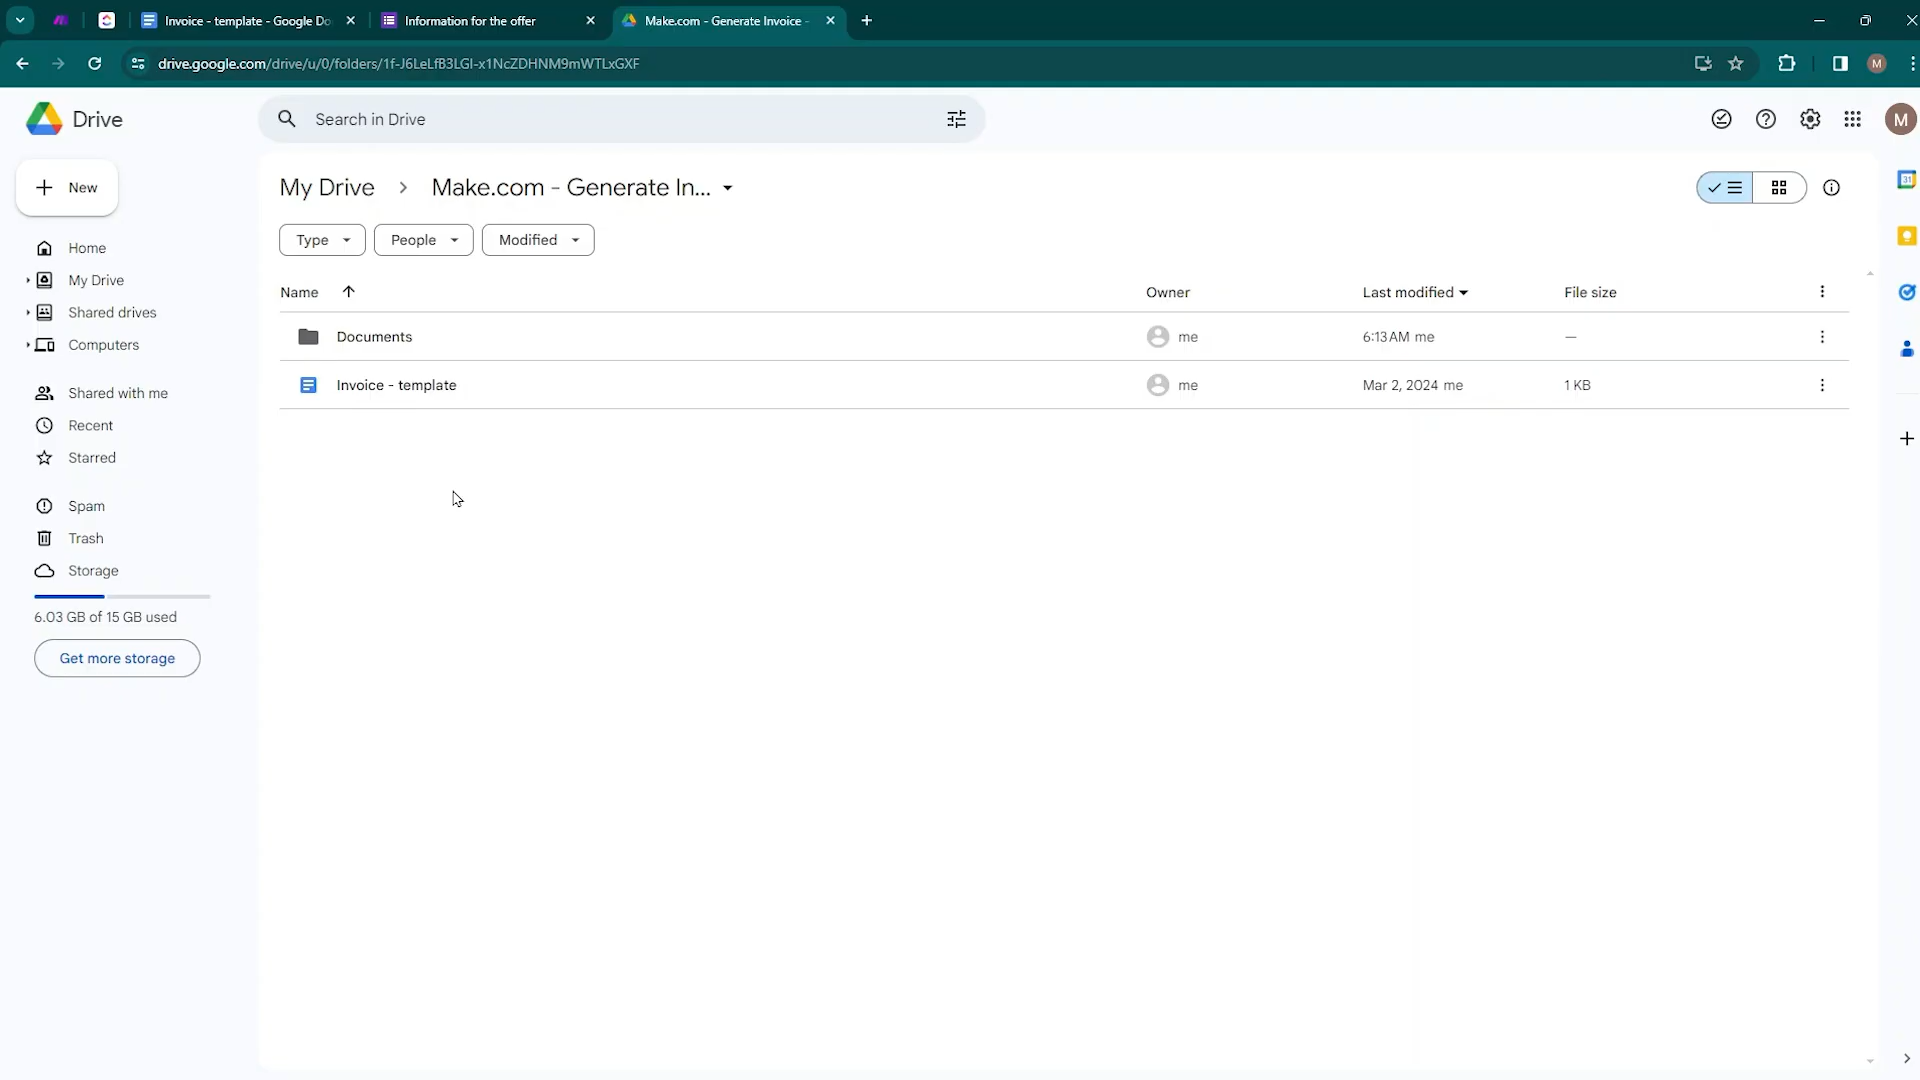 Invoice - template - Google Do
Information for the offer
Make.com - Generate Invoice -
drive.google.com/drive/u/0/folders/1f-J6LeLfB3LGl-x1NcZDHNM9mWTLxGXF
M
Drive
Search in Drive
M
New
My Drive
Make.com - Generate In...
Type
People
Modified
Home
My Drive
Shared drives
Computers
Shared with me
Recent
Starred
Spam
Trash
Storage
6.03 GB of 15 GB used
Get more storage
Name Owner Last modified File size
Documents me 6:13 AM me —
Invoice - template me Mar 2, 2024 me 1 KB
31